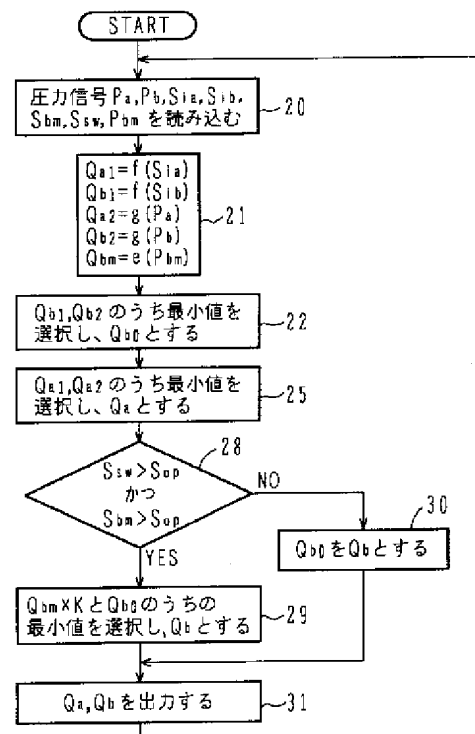 START
圧力信号Pa,Pb,Sia,Sib,
Sbm,Ssw,Pbmを読み込む
20
Qa1=f(Sia)
Qb1=f(Sib)
Qa2=g(Pa)
Qb2=g(Pb)
Qbm=e(Pbm)
21
Qb1,Qb2のうち最小値を
選択し、Qb0とする
22
Qa1,Qa2のうち最小値を
選択し、Qaとする
25
28
Ssw>Sop
かつ
Sbm>Sop
NO
YES
30
Qb0をQbとする
Qbm×KとQb0のうちの
最小値を選択し,Qbとする
29
Qa,Qbを出力する
31